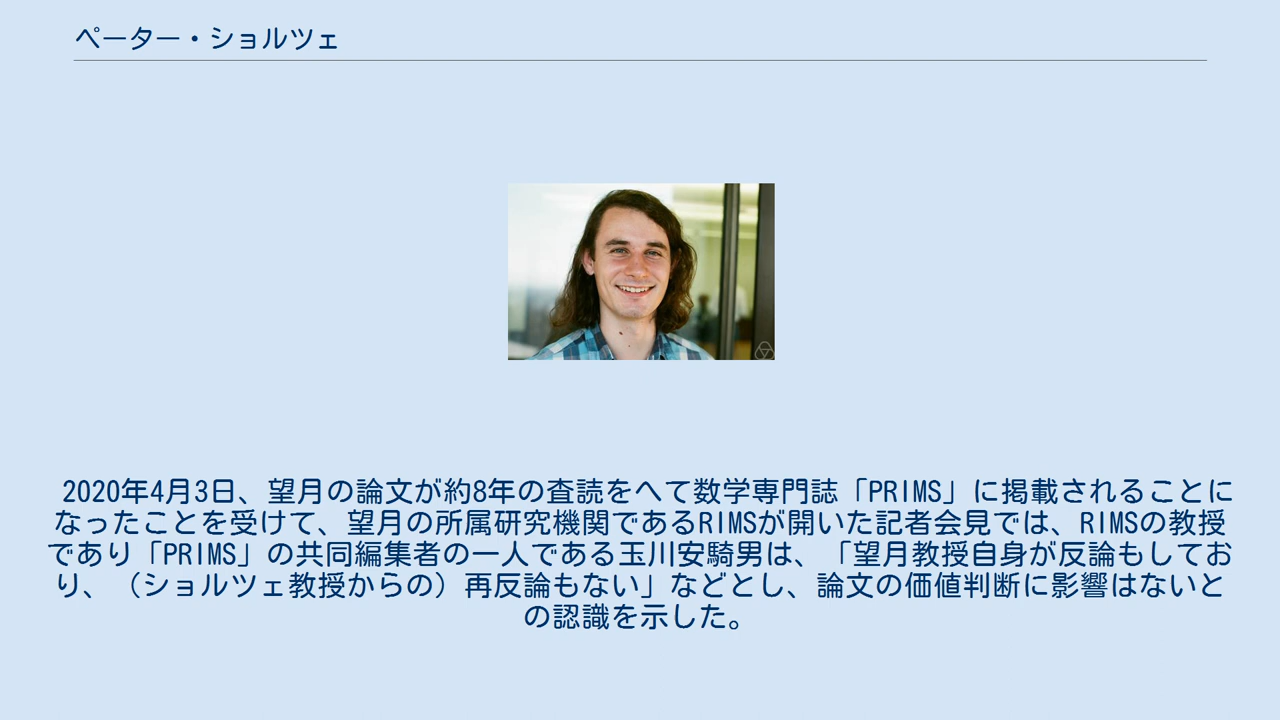 ペーター・ショルツェ
2020年4月3日、望月の論文が約8年の査読をへて数学専門誌「PRIMS」に掲載されることに
なったことを受けて、望月の所属研究機関であるRIMSが開いた記者会見では、RIMSの教授
であり「PRIMS」の共同編集者の一人である玉川安騎男は、「望月教授自身が反論もしてお
り、（ショルツェ教授からの）再反論もない」などとし、論文の価値判断に影響はないと
の認識を示した。